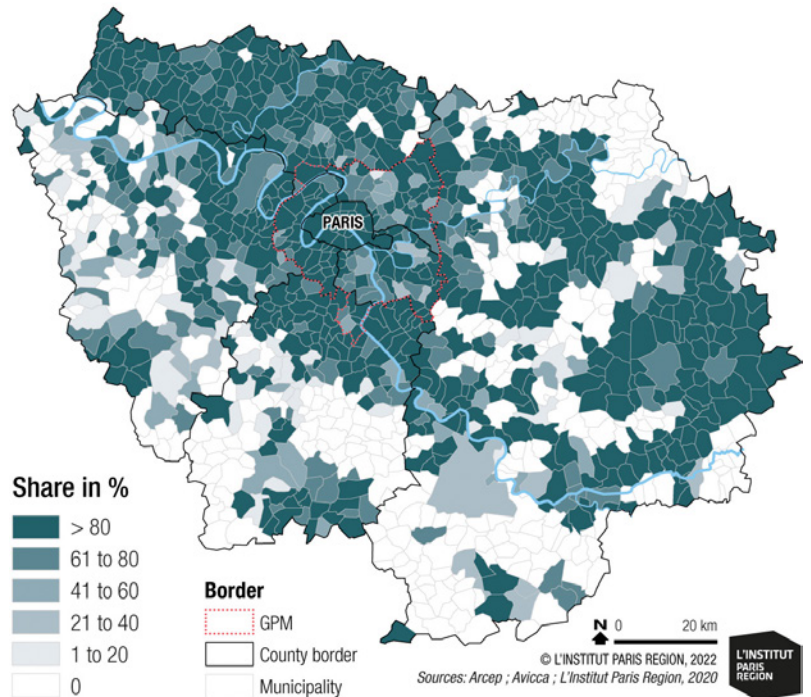 PARIS
Share in %
> 80
61 to 80
41 to 60
21 to 40
1 to 20
0
Border
GPM
County border
Municipality
N 0 20 km
© L'INSTITUT PARIS REGION, 2022
Sources: Arcep ; Avicca ; L'Institut Paris Region, 2020
L'INSTITUT
PARIS
REGION